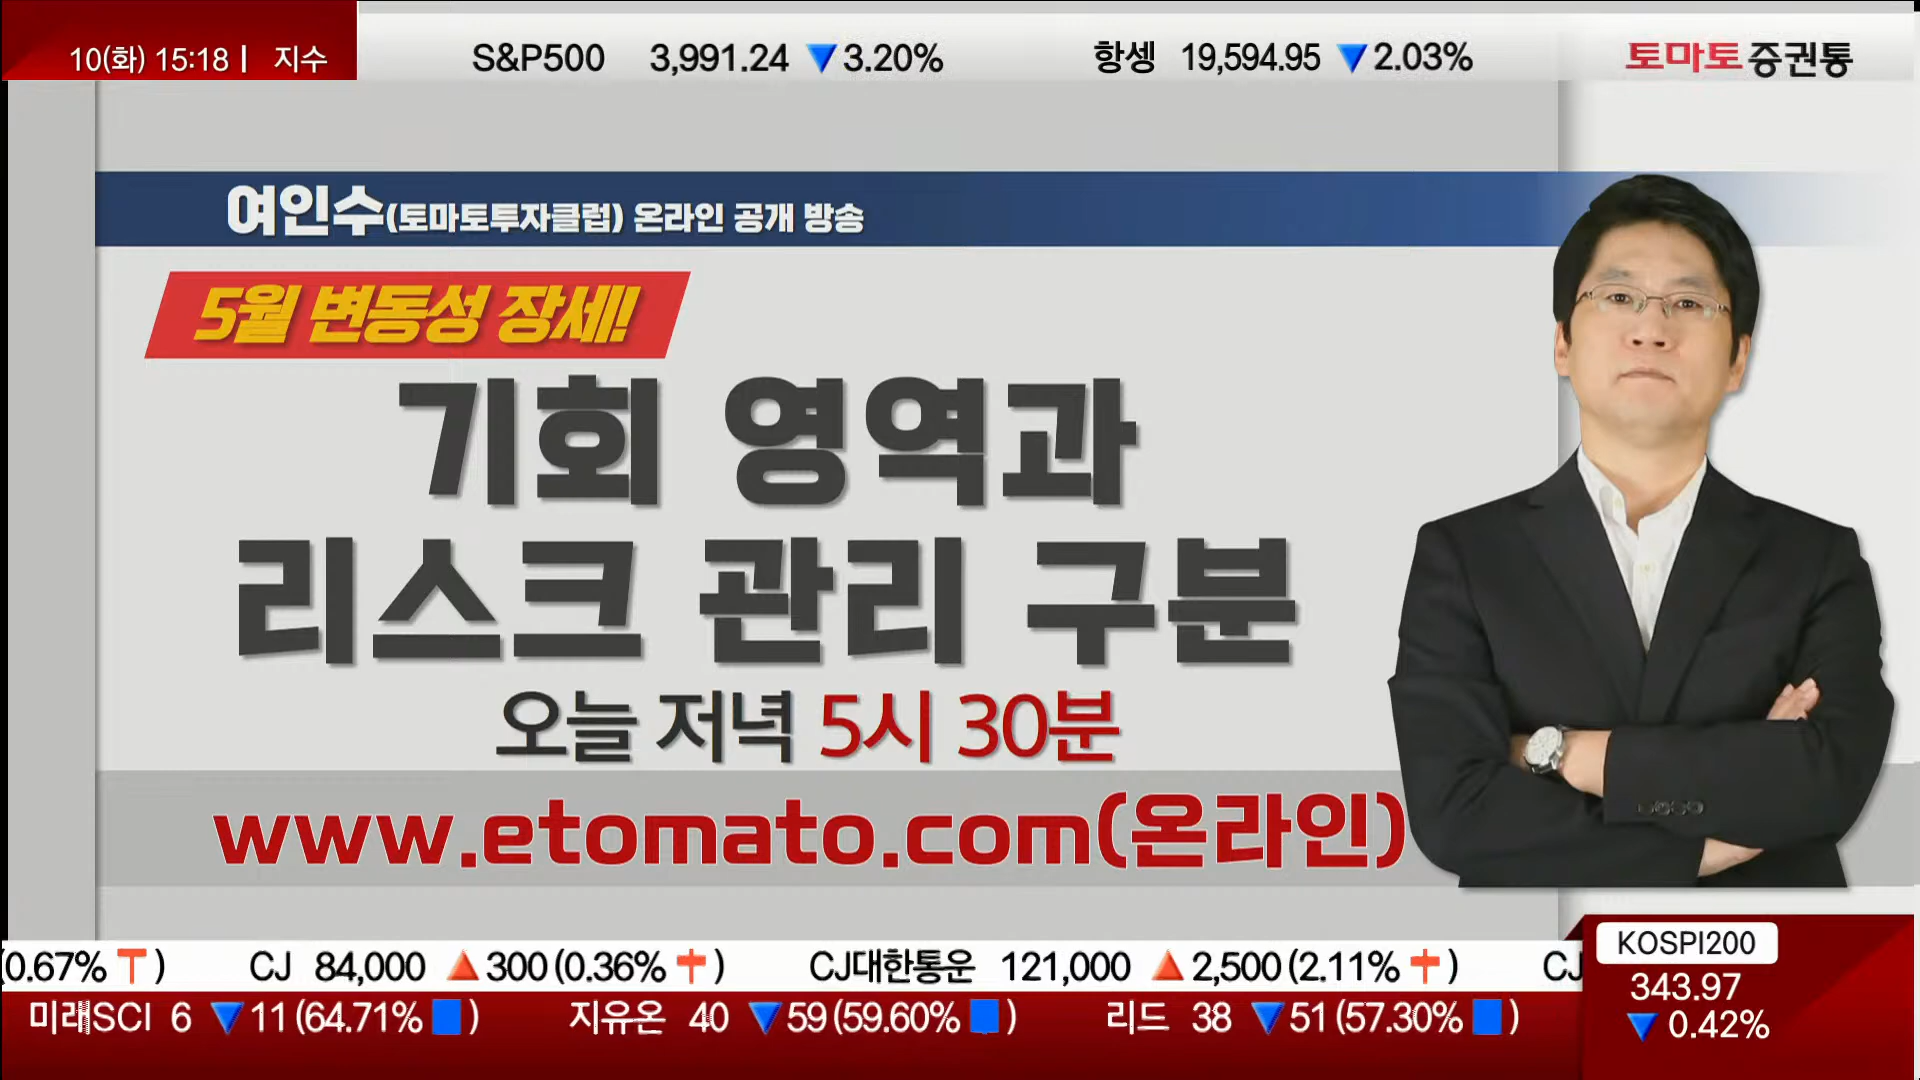 10(화) 15:18 | 지수 S&P500 3,991.24 ▼3.20% 항셍 19,594.95 ▼2.03% 토마토증권통
여인수(토마토투자클럽) 온라인 공개 방송
5월 변동성 장세!
기회 영역과
리스크 관리 구분
오늘 저녁 5시 30분
www.etomato.com(온라인)
(0.67% ) CJ 84,000 ▲300(0.36% ) CJ대한통운 121,000 ▲2,500(2.11% ) CJ
미래SCI 6 ▼11(64.71% ) 지유온 40 ▼59(59.60% ) 리드 38 ▼51(57.30% )
KOSPI200
343.97
▼0.42%